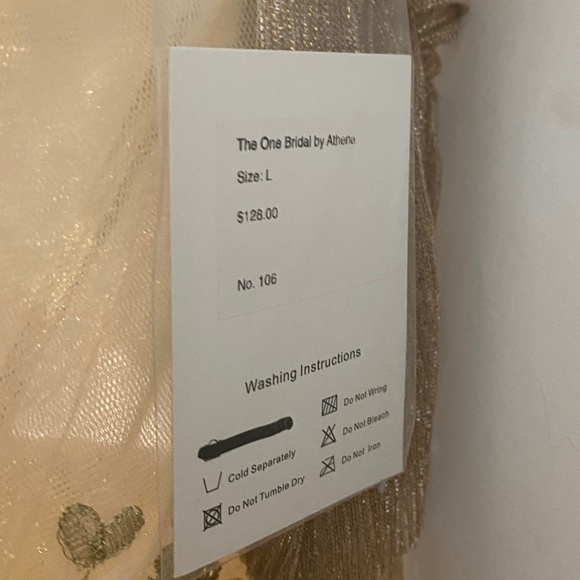 The One Bridal by Athena
Size: L
$128.00
No. 106
Washing Instructions
Cold Separately
Do Not Tumble Dry
Do Not Wring
Do Not Bleach
Do Not Iron